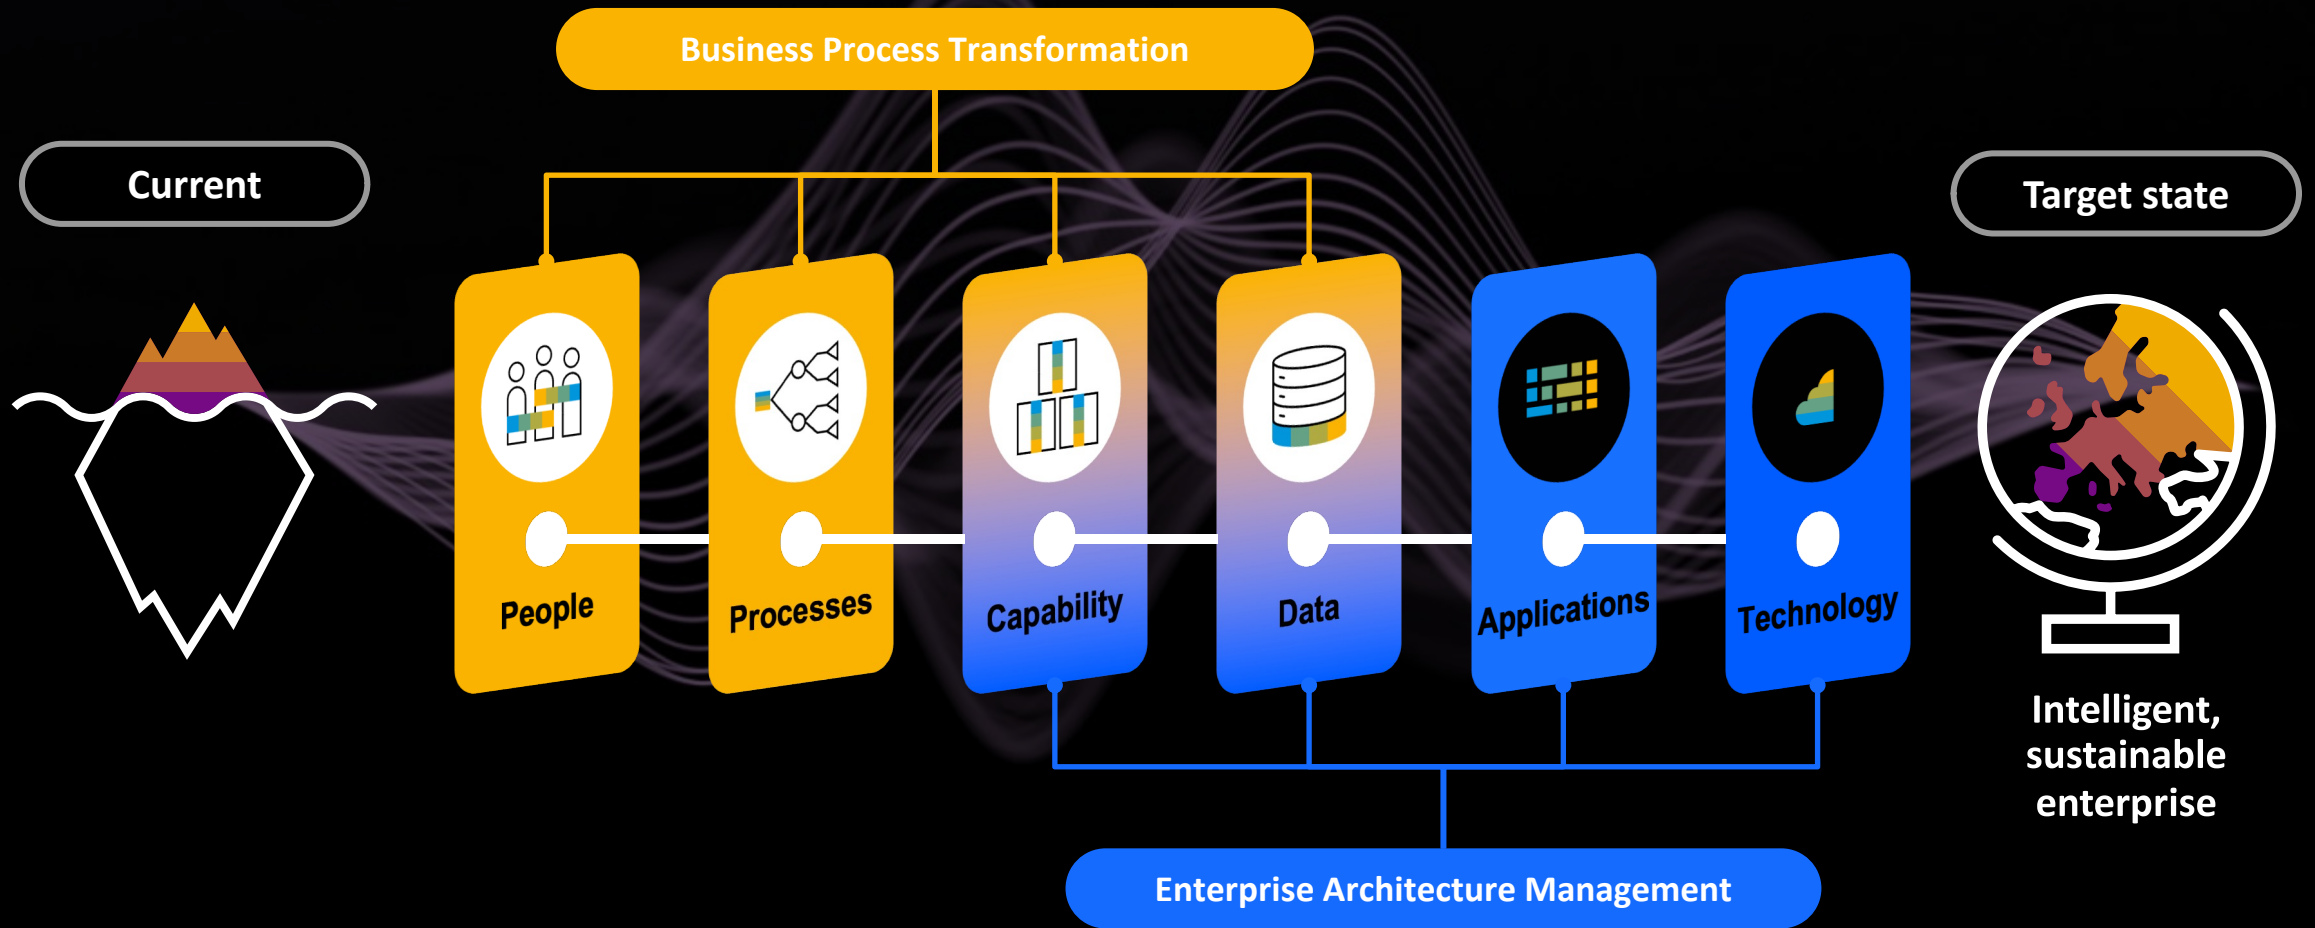 Business Process Transformation
Current
Target state
People
Processes
Capability
Data
Applications
Technology
Intelligent,
sustainable
enterprise
Enterprise Architecture Management